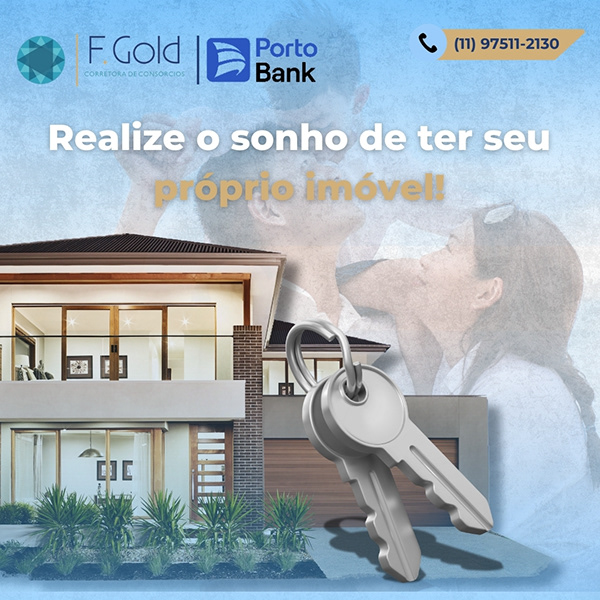 F.Gold
CORRETORA DE CONSÓRCIOS
Porto
Bank
(11) 97511-2130
Realize o sonho de ter seu
próprio imóvel!